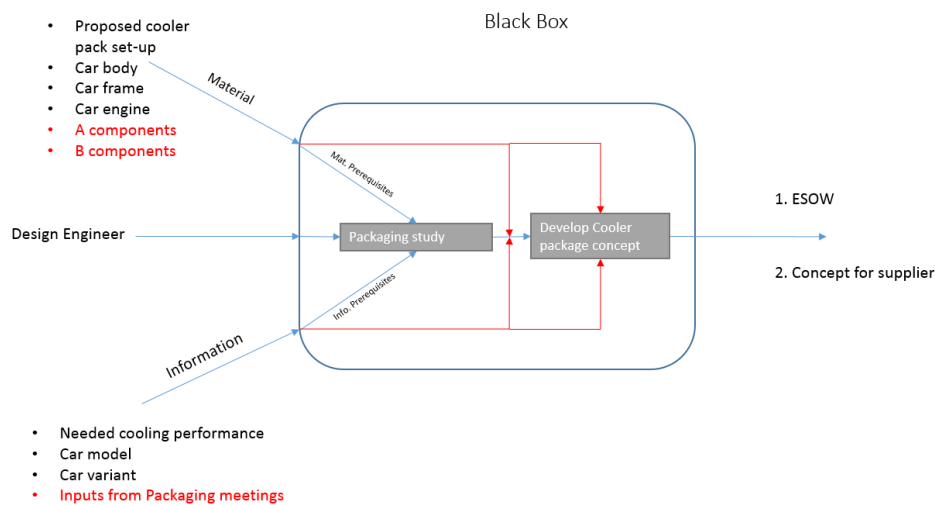 Black Box
• Proposed cooler
pack set-up
• Car body
• Car frame
• Car engine
• A components
• B components
Material
Mat. Prerequisites
1. ESOW
Design Engineer
Packaging study
Develop Cooler
package concept
2. Concept for supplier
Info. Prerequisites
Information
• Needed cooling performance
• Car model
• Car variant
• Inputs from Packaging meetings